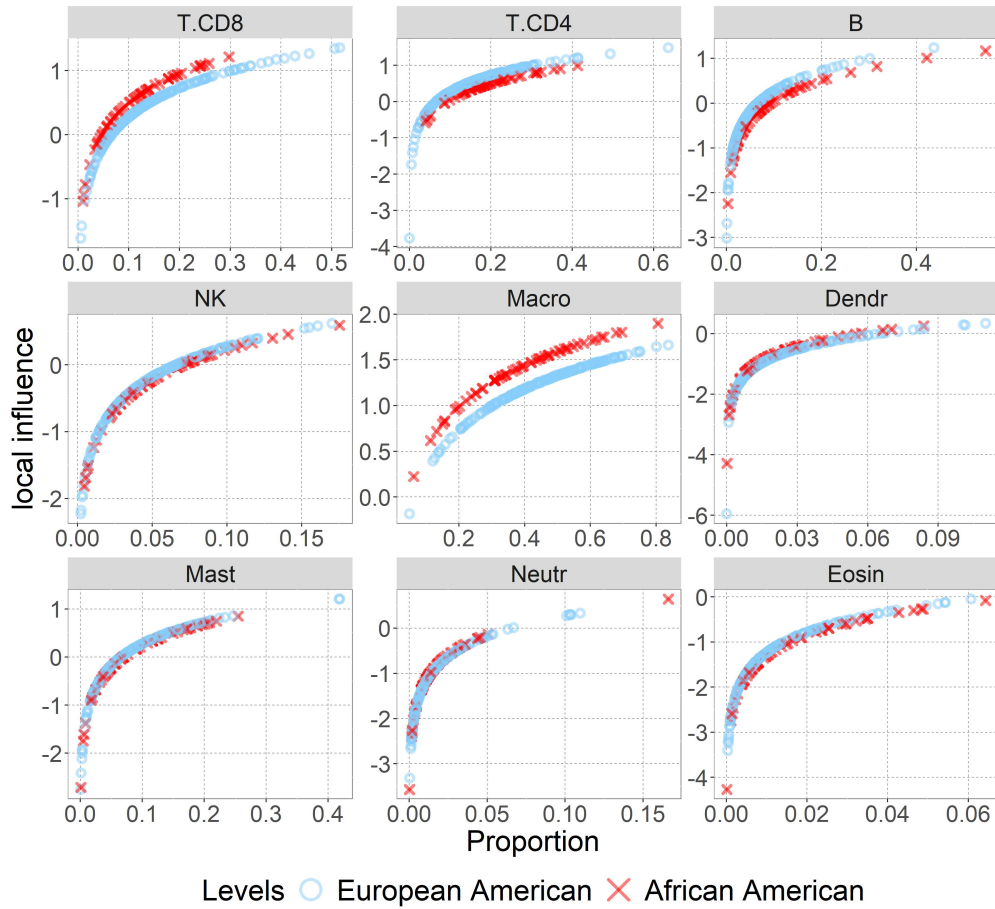 T.CD8 T.CD4 B
1 0 -1
0.0 0.1 0.2 0.3 0.4 0.5
1 0 -1 -2 -3 -4
0.0 0.2 0.4 0.6
1 0 -1 -2 -3
0.0 0.2 0.4
NK Macro Dendr
0 -1 -2
0.00 0.05 0.10 0.15
2.0 1.5 1.0 0.5 0.0
0.2 0.4 0.6 0.8
0 -2 -4 -6
0.00 0.03 0.06 0.09
local influence
Mast Neutr Eosin
1 0 -1 -2
0.0 0.1 0.2 0.3 0.4
0 -1 -2 -3
0.00 0.05 0.10 0.15
0 -1 -2 -3 -4
0.00 0.02 0.04 0.06
Proportion
Levels European American African American